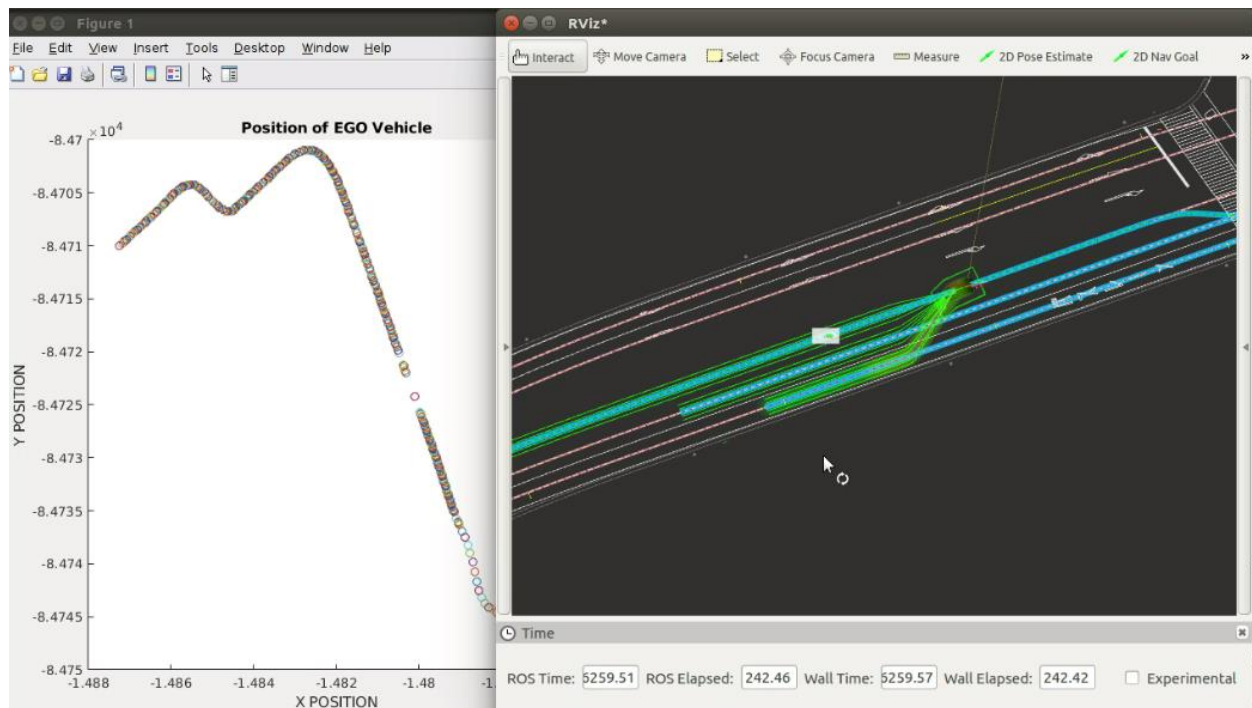 Figure 1
File Edit View Insert Tools Desktop Window Help
Position of EGO Vehicle
×10⁴
-8.47
-8.4705
-8.471
-8.4715
-8.472
-8.4725
-8.473
-8.4735
-8.474
-8.4745
-8.475
Y POSITION
-1.488 -1.486 -1.484 -1.482 -1.48 -1.
X POSITION
RViz*
Interact Move Camera Select Focus Camera Measure 2D Pose Estimate 2D Nav Goal »
Time
ROS Time: 5259.51 ROS Elapsed: 242.46 Wall Time: 5259.57 Wall Elapsed: 242.42 Experimental